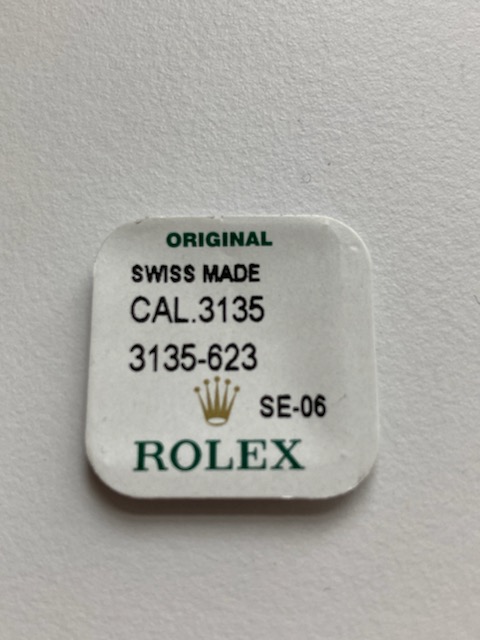 ORIGINAL
SWISS MADE
CAL.3135
3135-623
SE-06
ROLEX